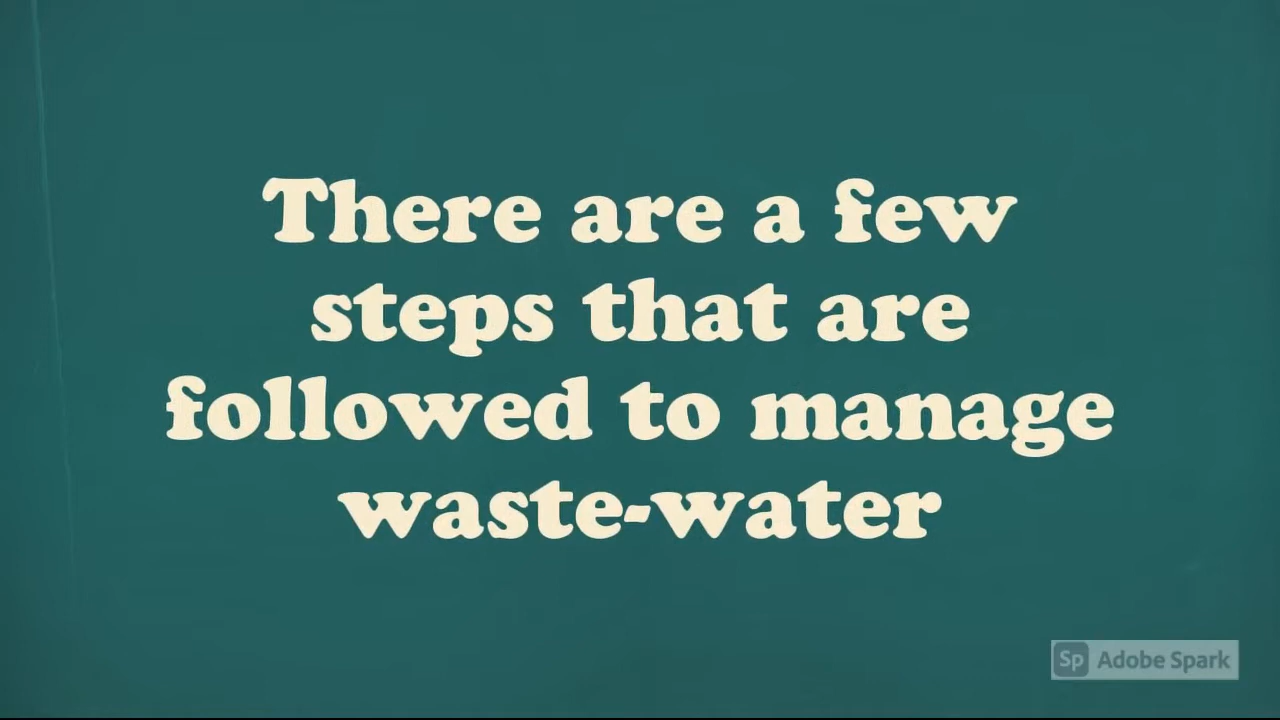 There are a few
steps that are
followed to manage
waste-water
Sp Adobe Spark